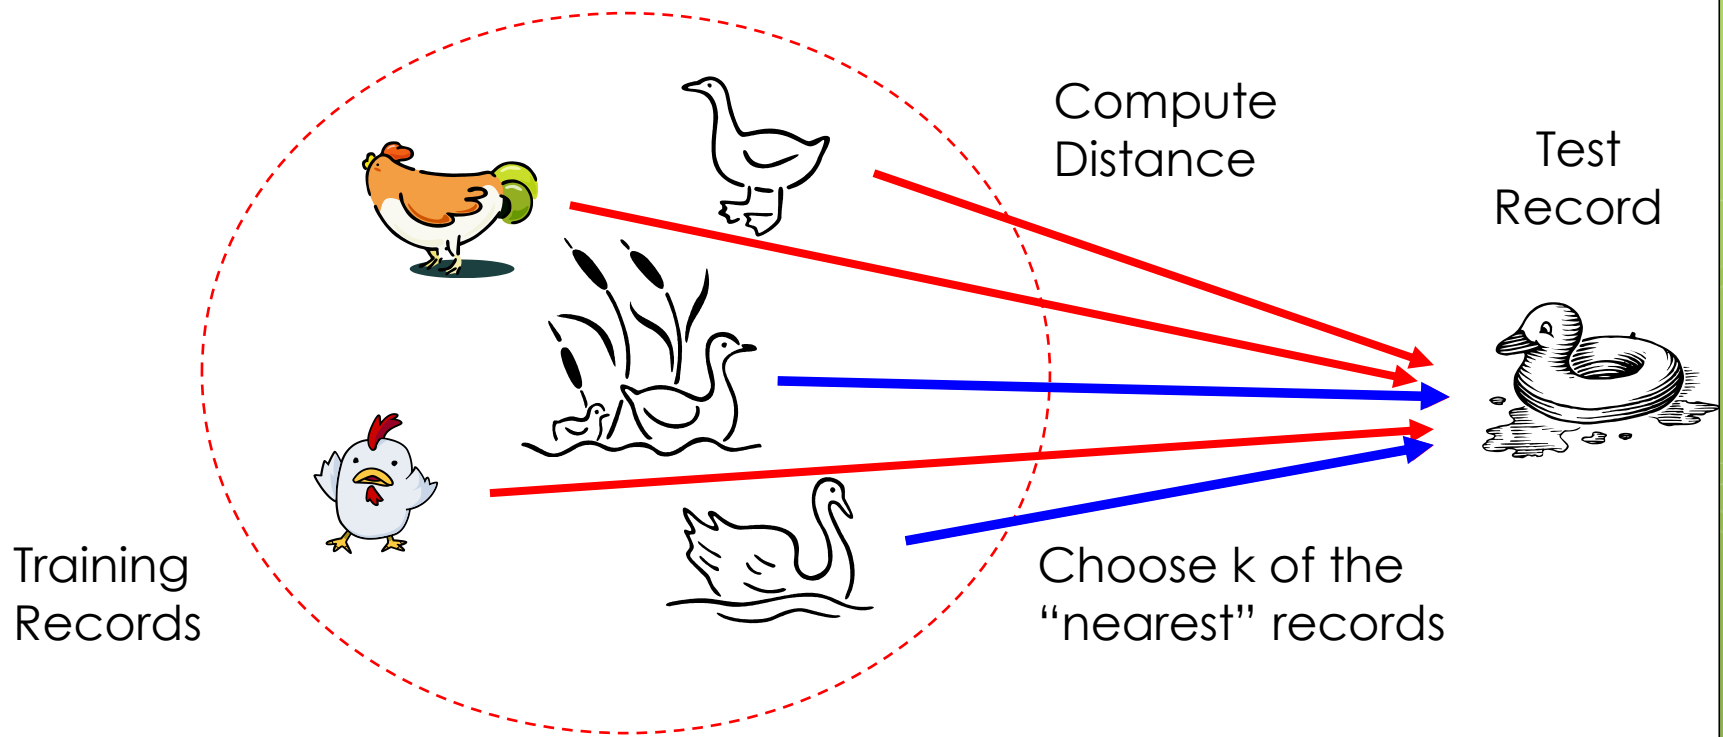 Compute
Distance
Test
Record
Training
Records
Choose k of the
“nearest” records